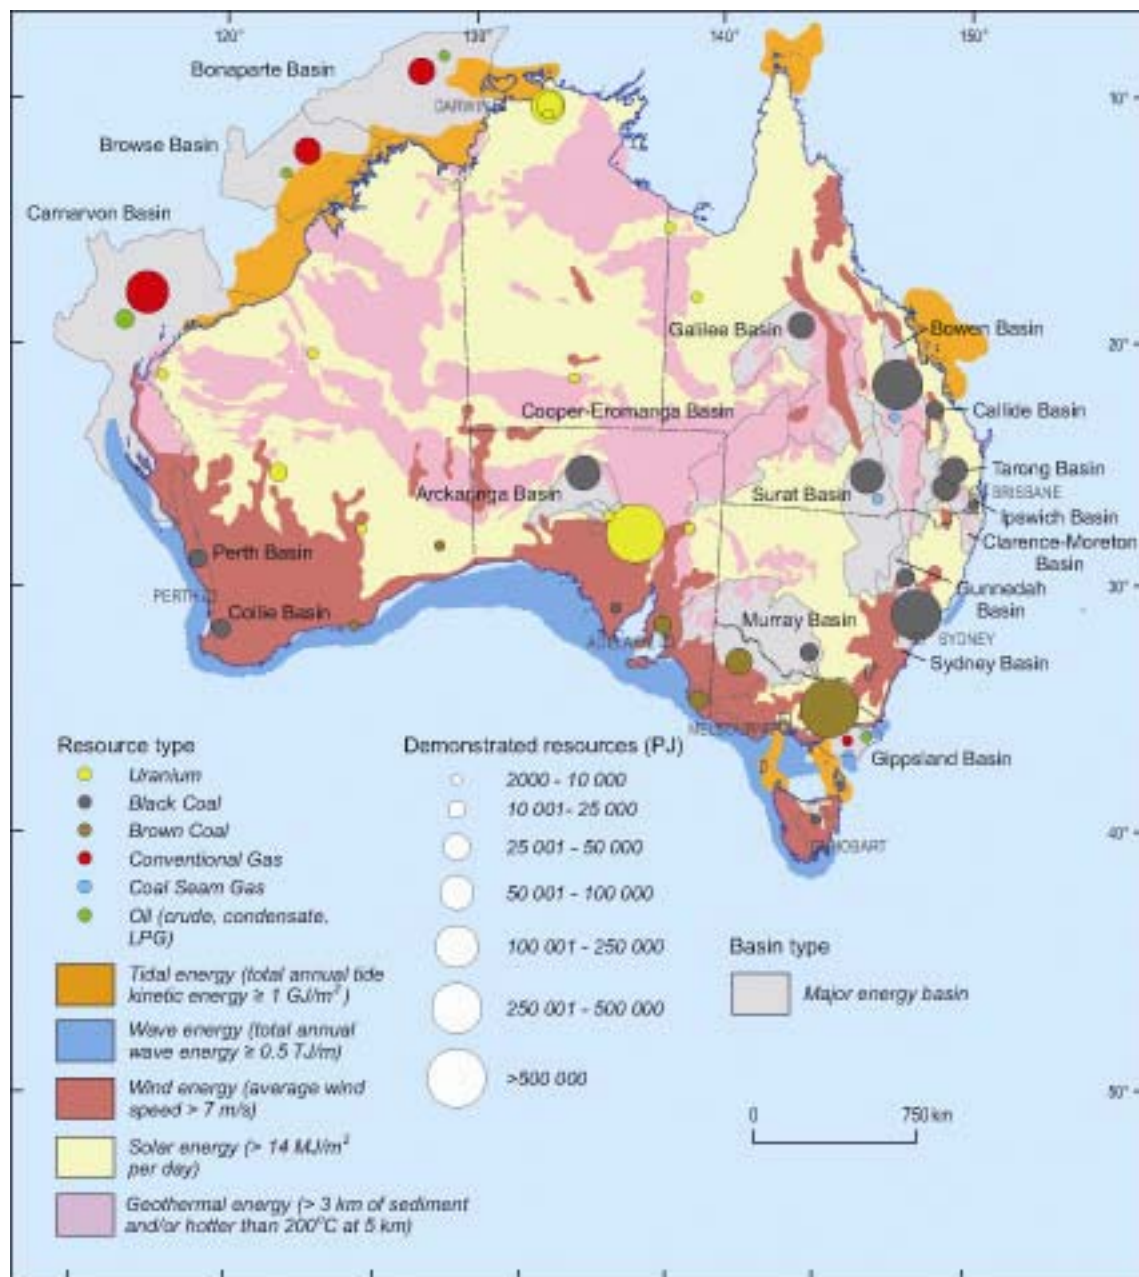 120°
130°
140°
150°
Bonaparte Basin
DARWIN
10°
Browse Basin
Carnarvon Basin
Galilee Basin
Bowen Basin
20°
Cooper-Eromanga Basin
Callide Basin
Arckaringa Basin
Surat Basin
Tarong Basin
BRISBANE
Ipswich Basin
Clarence-Moreton
Basin
Perth Basin
Gunnedah
Basin
30°
PERTH
Collie Basin
Murray Basin
SYDNEY
Sydney Basin
MELBOURNE
Gippsland Basin
40°
HOBART
50°
Resource type
Uranium
Black Coal
Brown Coal
Conventional Gas
Coal Seam Gas
Oil (crude, condensate,
LPG)
Tidal energy (total annual tide
kinetic energy ≥ 1 GJ/m²)
Wave energy (total annual
wave energy ≥ 0.5 TJ/m)
Wind energy (average wind
speed > 7 m/s)
Solar energy (> 14 MJ/m²
per day)
Geothermal energy (> 3 km of sediment
and/or hotter than 200°C at 5 km)
Demonstrated resources (PJ)
2000 - 10 000
10 001- 25 000
25 001 - 50 000
50 001 - 100 000
100 001 - 250 000
250 001 - 500 000
>500 000
Basin type
Major energy basin
0
750 km